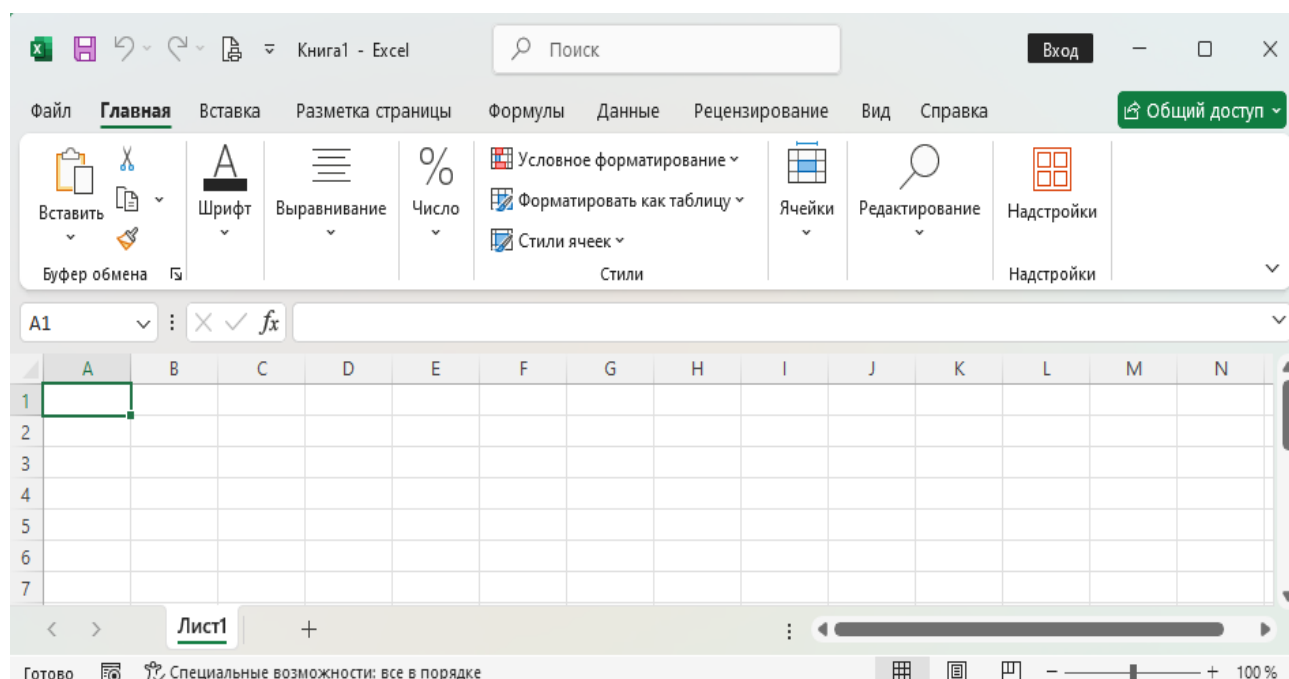 Книга1 - Excel
Поиск
Вход
Файл Главная Вставка Разметка страницы Формулы Данные Рецензирование Вид Справка Общий доступ
Вставить
Буфер обмена
Шрифт
Выравнивание
%
Число
Условное форматирование
Форматировать как таблицу
Стили ячеек
Стили
Ячейки
Редактирование
Надстройки
Надстройки
A1 fx
A B C D E F G H I J K L M N
1
2
3
4
5
6
7
Лист1 +
Готово Специальные возможности: все в порядке 100 %